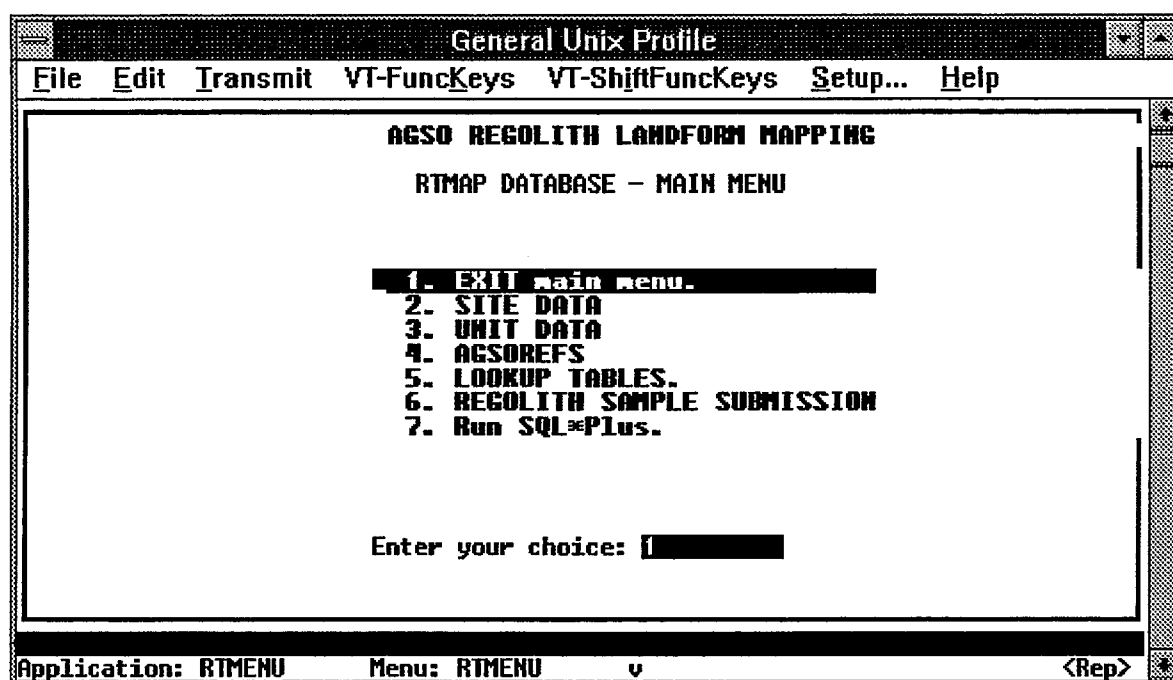 General Unix Profile
File Edit Transmit VT-FuncKeys VT-ShiftFuncKeys Setup... Help
AGSO REGOLITH LANDFORM MAPPING
RTMAP DATABASE – MAIN MENU
1. EXIT main menu.
2. SITE DATA
3. UNIT DATA
4. AGSOREFS
5. LOOKUP TABLES.
6. REGOLITH SAMPLE SUBMISSION
7. Run SQL*Plus.
Enter your choice: 1
Application: RTMENU Menu: RTMENU v <Rep>